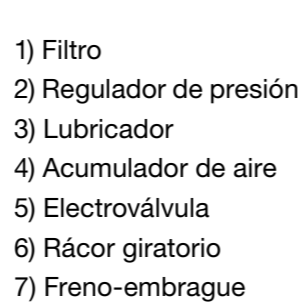 1) Filtro
2) Regulador de presión
3) Lubricador
4) Acumulador de aire
5) Electroválvula
6) Rácor giratorio
7) Freno-embrague